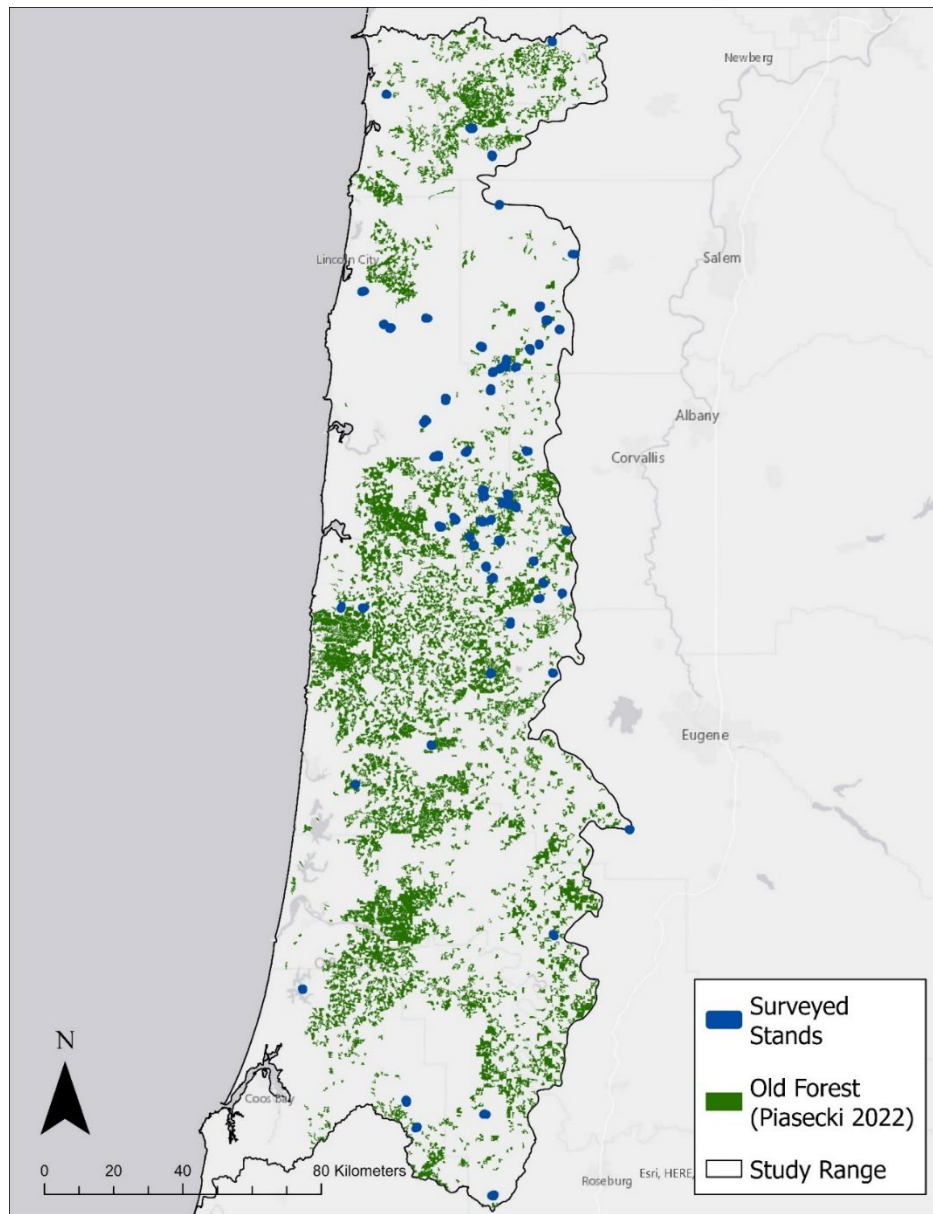 Newberg
Lincoln City
Salem
Albany
Corvallis
Eugene
Surveyed
Stands
Old Forest
(Piasecki 2022)
Study Range
N
Coos Bay
0 20 40 80 Kilometers
Roseburg
Esri, HERE,